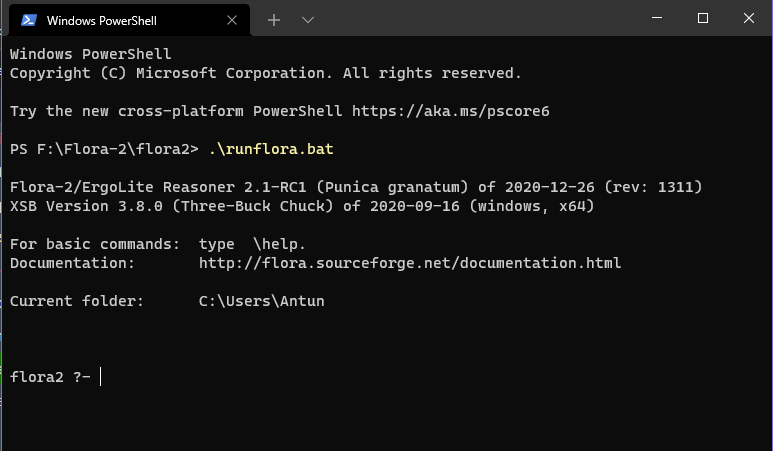 Windows PowerShell
Windows PowerShell
Copyright (C) Microsoft Corporation. All rights reserved.
Try the new cross-platform PowerShell https://aka.ms/pscore6
PS F:\Flora-2\flora2> .\runflora.bat
Flora-2/ErgoLite Reasoner 2.1-RC1 (Punica granatum) of 2020-12-26 (rev: 1311)
XSB Version 3.8.0 (Three-Buck Chuck) of 2020-09-16 (windows, x64)
For basic commands:  type  \help.
Documentation:       http://flora.sourceforge.net/documentation.html
Current folder:      C:\Users\Antun
flora2 ?-